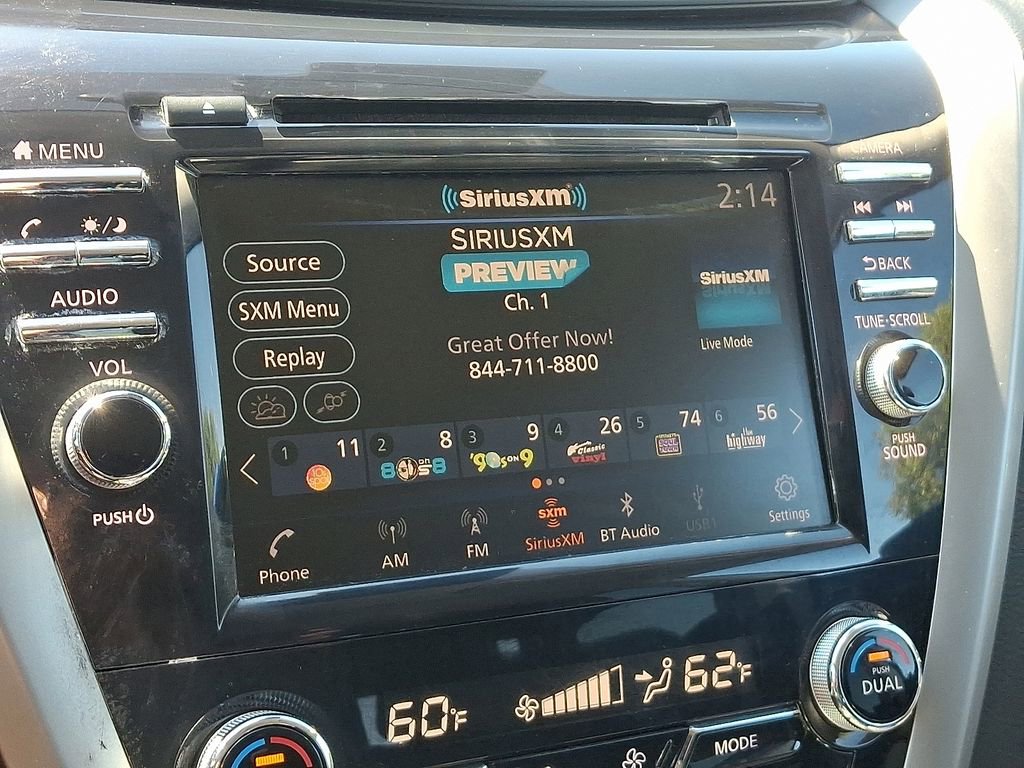 MENU
CAMERA
SiriusXM
2:14
SIRIUSXM
PREVIEW
Ch. 1
Source
SXM Menu
Replay
SiriusXM
Great Offer Now!
844-711-8800
Live Mode
AUDIO
VOL
PUSH
BACK
TUNE·SCROLL
PUSH
SOUND
1 11
2 8
80s on 8
3 9
'90s ON 9
4 26
Classic
vinyl
5 74
6 56
the
highway
Phone
AM
FM
sxm
SiriusXM
BT Audio
USB1
Settings
60°F
62°F
PUSH
DUAL
MODE